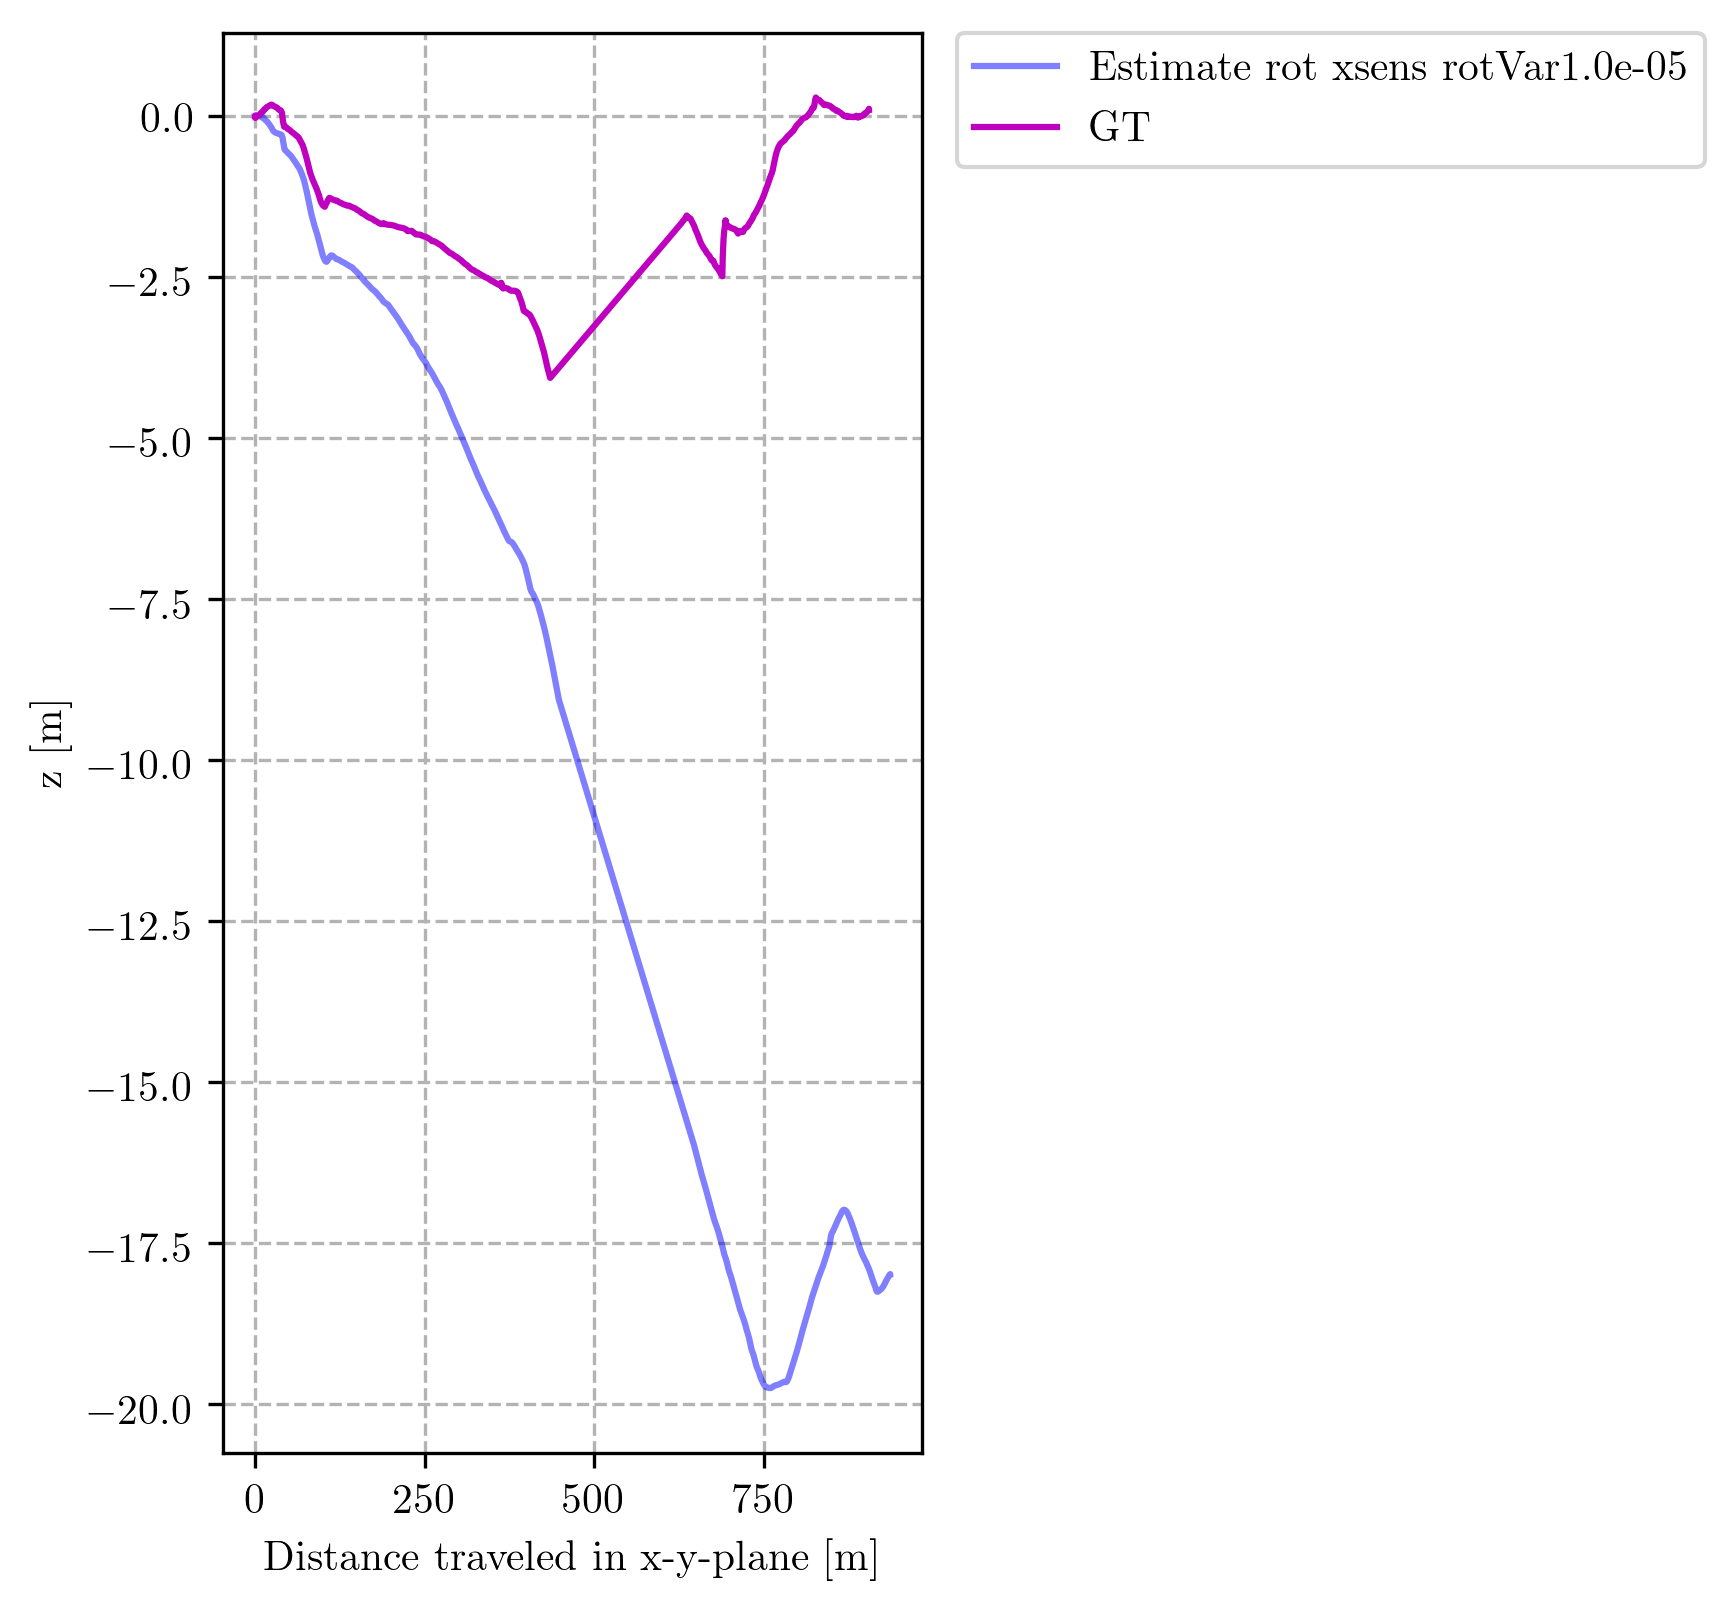 Estimate rot xsens rotVar1.0e-05
GT
0.0
−2.5
−5.0
−7.5
−10.0
−12.5
−15.0
−17.5
−20.0
z [m]
0 250 500 750
Distance traveled in x-y-plane [m]